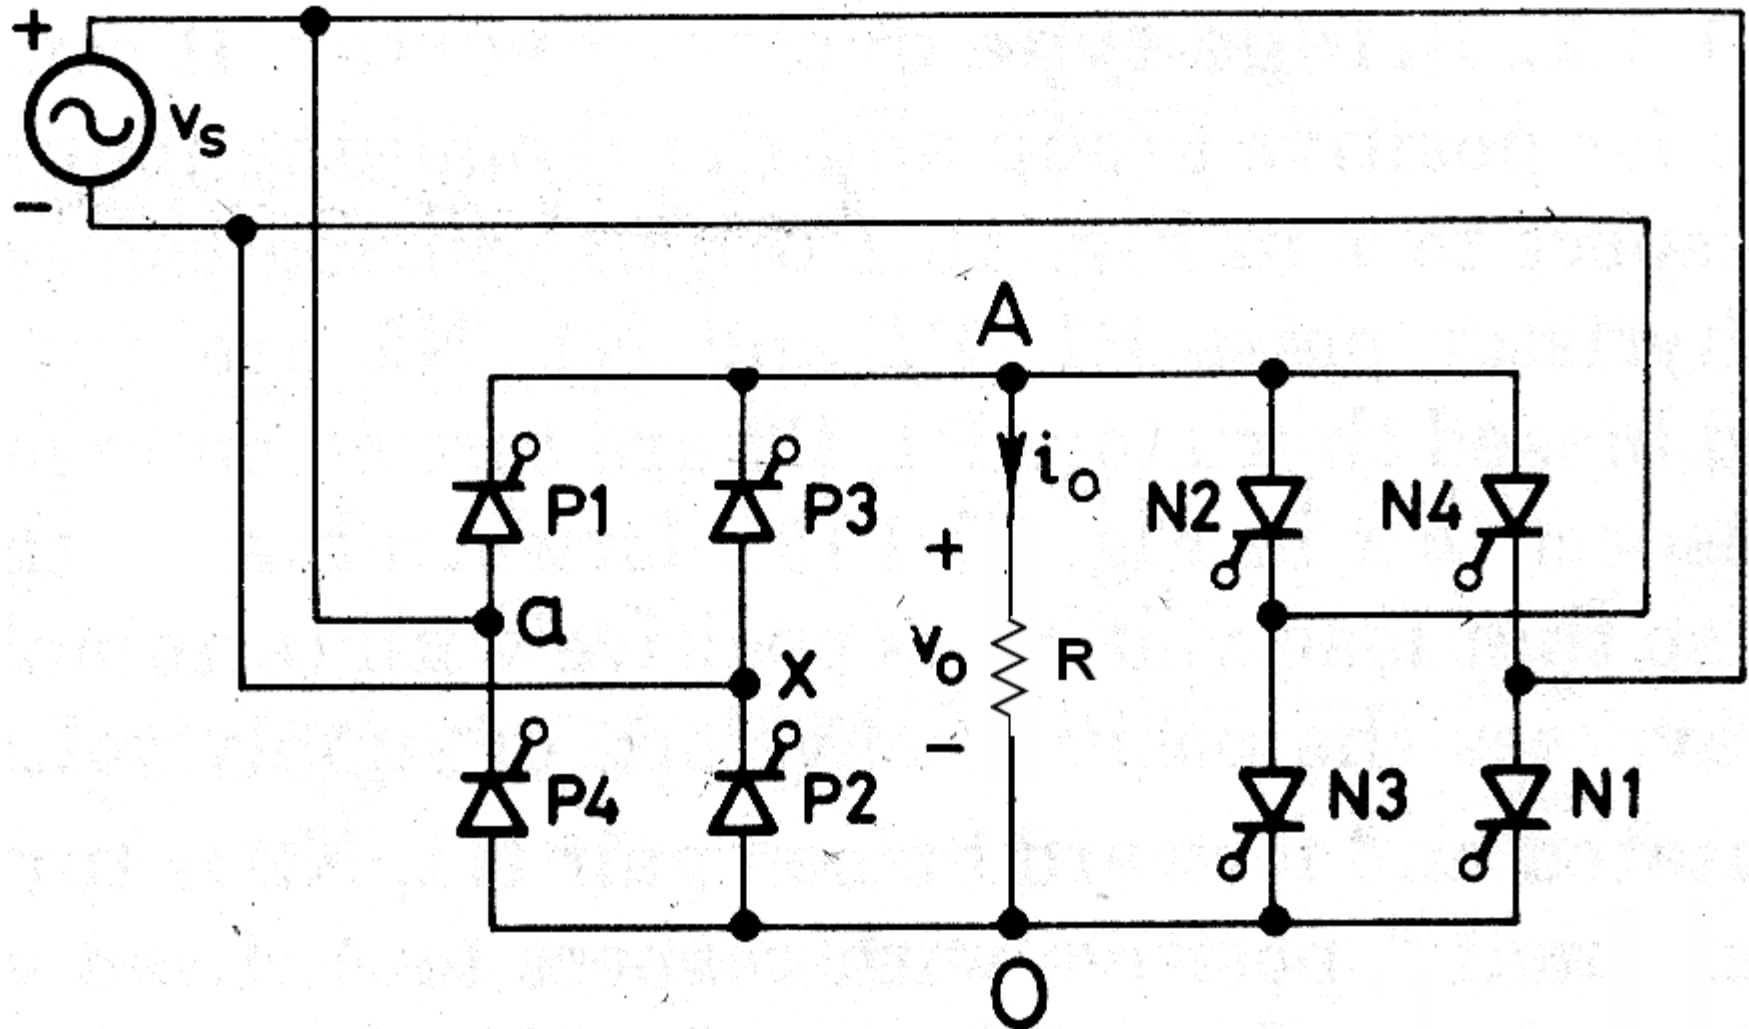 +
vs
−
A
P1 P3 io N2 N4
+
a
vo R
x
−
P4 P2 N3 N1
O